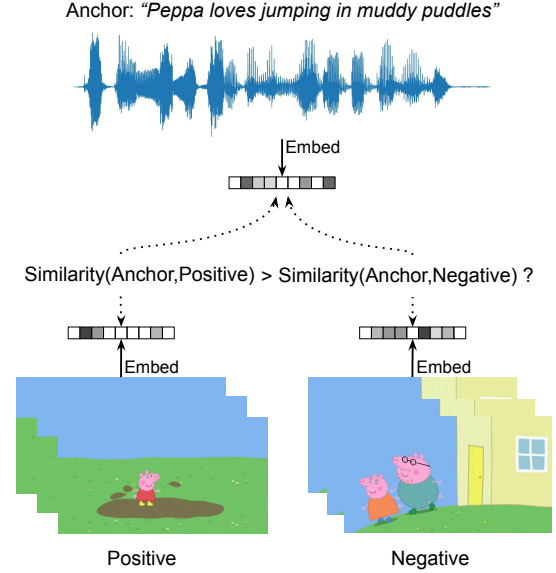 Anchor: “Peppa loves jumping in muddy puddles”
Embed
Similarity(Anchor,Positive) > Similarity(Anchor,Negative) ?
Embed
Embed
Positive
Negative